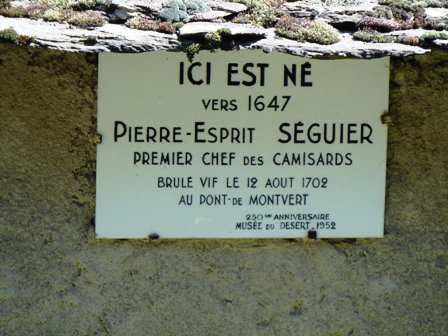 ICI EST NÉ
VERS 1647
PIERRE-ESPRIT SÉGUIER
PREMIER CHEF DES CAMISARDS
BRULÉ VIF LE 12 AOUT 1702
AU PONT-DE MONTVERT
250ME ANNIVERSAIRE
MUSÉE DU DESERT. 1952